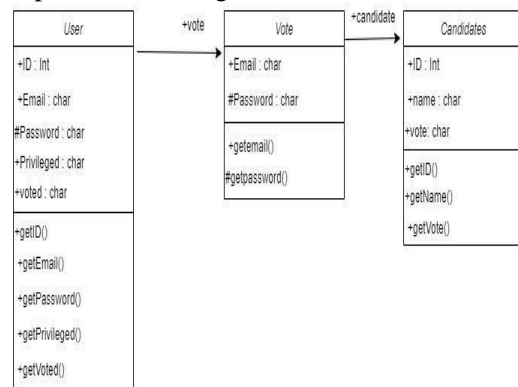 User
+ID : Int
+Email : char
#Password : char
+Privileged : char
+voted : char
+getID()
+getEmail()
+getPassword()
+getPrivileged()
+getVoted()
+vote
Vote
+Email : char
#Password : char
+getemail()
#getpassword()
+candidate
Candidates
+ID : Int
+name : char
+vote: char
+getID()
+getName()
+getVote()